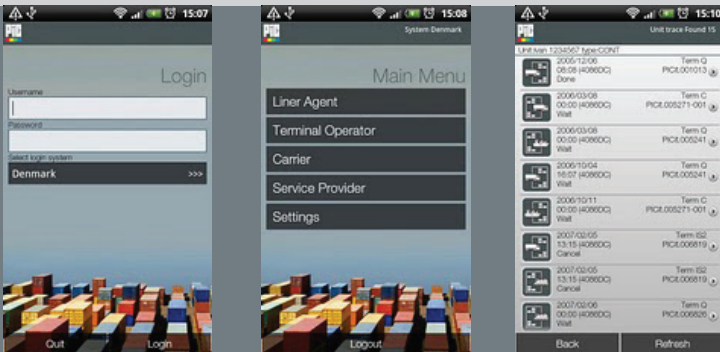 15:07
Login
Username
Password
Select login system
Denmark >>>
Quit Login
15:08
System Denmark
Main Menu
Liner Agent
Terminal Operator
Carrier
Service Provider
Settings
Logout
15:10
Unit trace Found 15
Unit Ivan 1234567 type:CONT
2005/12/06 Term Q
08:08 (4086DC) PICit.001013
Done
2006/03/08 Term C
00:00 (4086DC) PICit.005271-001
Wait
2006/03/08 Term Q
00:00 (4086DC) PICit.005241
Wait
2006/10/04 Term Q
16:07 (4086DC) PICit.005241
Wait
2006/10/11 Term C
00:00 (4086DC) PICit.005271-001
Wait
2007/02/05 Term IS2
13:15 (4086DC) PICit.006819
Cancel
2007/02/05 Term IS2
13:15 (4086DC) PICit.006819
Cancel
2007/02/06 Term Q
00:00 (4086DC) PICit.006826
Wait
Back Refresh